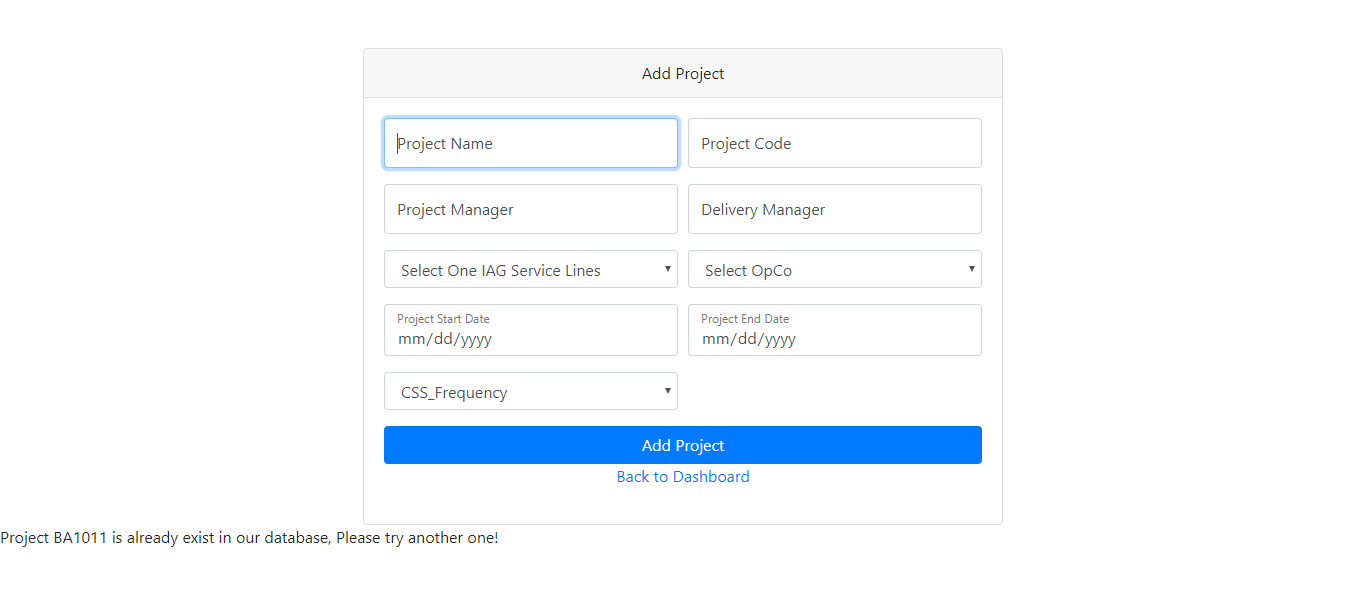 Add Project
Project Name Project Code
Project Manager Delivery Manager
Select One IAG Service Lines Select OpCo
Project Start Date Project End Date
mm/dd/yyyy mm/dd/yyyy
CSS_Frequency
Add Project
Back to Dashboard
Project BA1011 is already exist in our database, Please try another one!